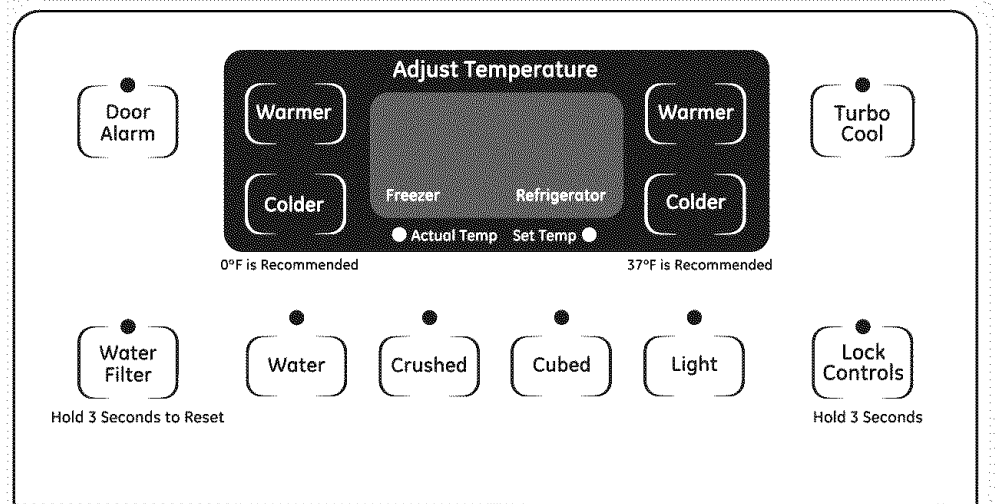 Adjust Temperature
Door
Alarm
Warmer
Warmer
Turbo
Cool
Colder
Freezer
Refrigerator
Colder
Actual Temp
Set Temp
0°F is Recommended
37°F is Recommended
Water
Filter
Water
Crushed
Cubed
Light
Lock
Controls
Hold 3 Seconds to Reset
Hold 3 Seconds